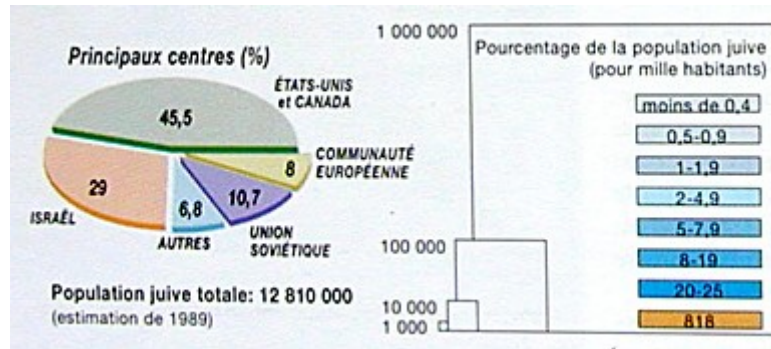 Principaux centres (%)
ÉTATS-UNIS
et CANADA
45,5
COMMUNAUTÉ
EUROPÉENNE
8
10,7
UNION
SOVIÉTIQUE
6,8
AUTRES
29
ISRAËL
Population juive totale: 12 810 000
(estimation de 1989)
1 000 000
100 000
10 000
1 000
Pourcentage de la population juive
(pour mille habitants)
moins de 0,4
0,5-0,9
1-1,9
2-4,9
5-7,9
8-19
20-25
818